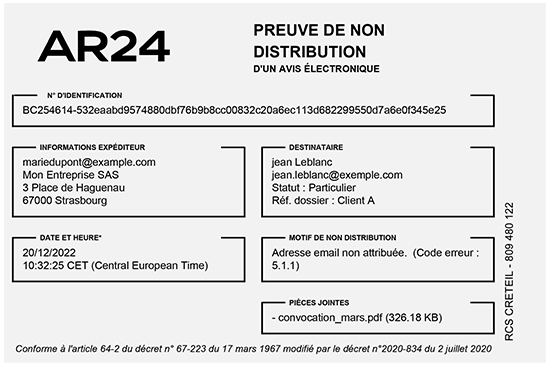 AR24
PREUVE DE NON
DISTRIBUTION
D'UN AVIS ÉLECTRONIQUE
N° D'IDENTIFICATION
BC254614-532eaabd9574880dbf76b9b8cc00832c20a6ec113d682299550d7a6e0f345e25
INFORMATIONS EXPÉDITEUR
mariedupont@example.com
Mon Entreprise SAS
3 Place de Haguenau
67000 Strasbourg
DESTINATAIRE
jean Leblanc
jean.leblanc@example.com
Statut : Particulier
Réf. dossier : Client A
DATE ET HEURE*
20/12/2022
10:32:25 CET (Central European Time)
MOTIF DE NON DISTRIBUTION
Adresse email non attribuée. (Code erreur :
5.1.1)
PIÈCES JOINTES
- convocation_mars.pdf (326.18 KB)
RCS CRETEIL - 809 480 122
Conforme à l'article 64-2 du décret n° 67-223 du 17 mars 1967 modifié par le décret n°2020-834 du 2 juillet 2020